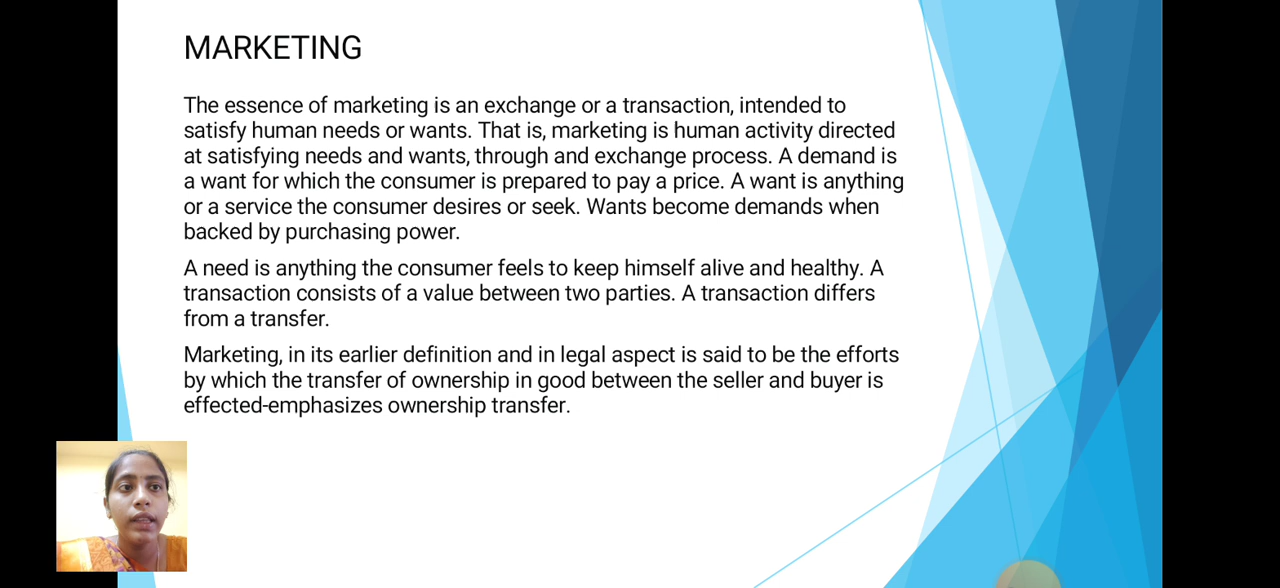 MARKETING
The essence of marketing is an exchange or a transaction, intended to
satisfy human needs or wants. That is, marketing is human activity directed
at satisfying needs and wants, through and exchange process. A demand is
a want for which the consumer is prepared to pay a price. A want is anything
or a service the consumer desires or seek. Wants become demands when
backed by purchasing power.
A need is anything the consumer feels to keep himself alive and healthy. A
transaction consists of a value between two parties. A transaction differs
from a transfer.
Marketing, in its earlier definition and in legal aspect is said to be the efforts
by which the transfer of ownership in good between the seller and buyer is
effected-emphasizes ownership transfer.